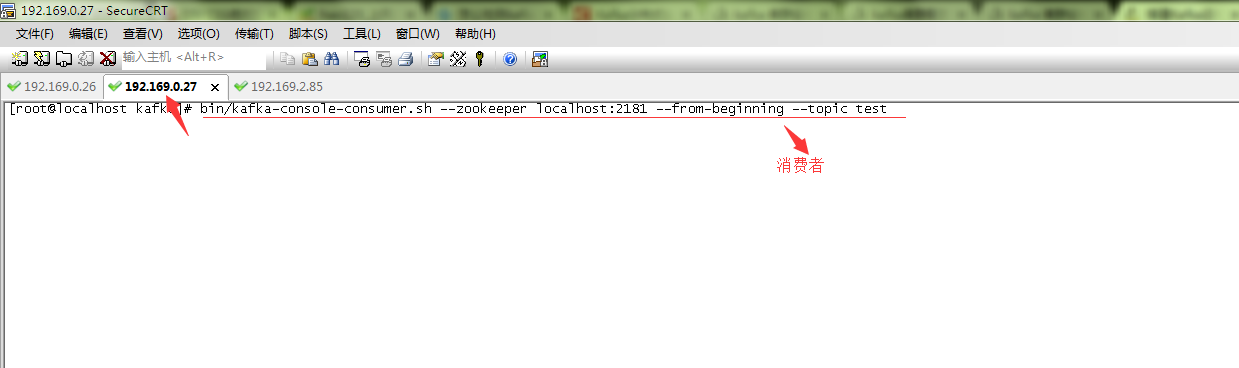 192.169.0.27 - SecureCRT
文件(F) 编辑(E) 查看(V) 选项(O) 传输(T) 脚本(S) 工具(L) 窗口(W) 帮助(H)
输入主机 <Alt+R>
192.169.0.26 192.169.0.27 192.169.2.85
[root@localhost kafka]# bin/kafka-console-consumer.sh --zookeeper localhost:2181 --from-beginning --topic test
消费者